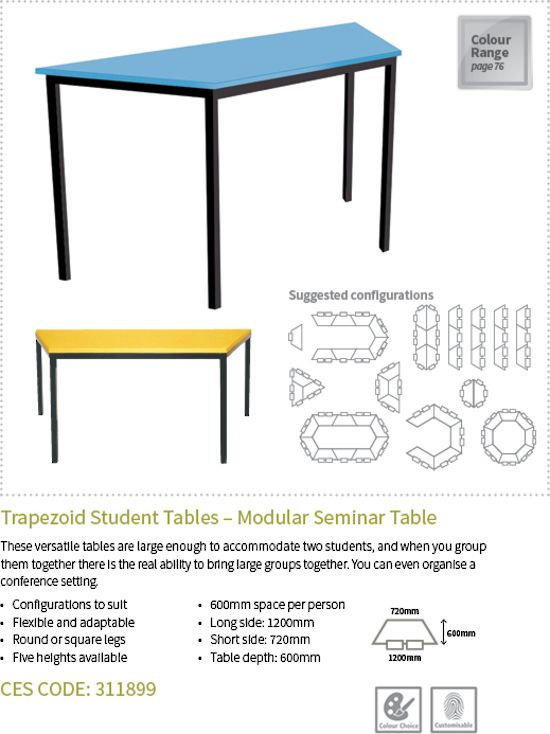 Colour
Range
page 76
Suggested configurations
Trapezoid Student Tables – Modular Seminar Table
These versatile tables are large enough to accommodate two students, and when you group
them together there is the real ability to bring large groups together. You can even organise a
conference setting.
• Configurations to suit
• Flexible and adaptable
• Round or square legs
• Five heights available
• 600mm space per person
• Long side: 1200mm
• Short side: 720mm
• Table depth: 600mm
720mm
600mm
1200mm
CES CODE: 311899
Colour Choice
Customisable